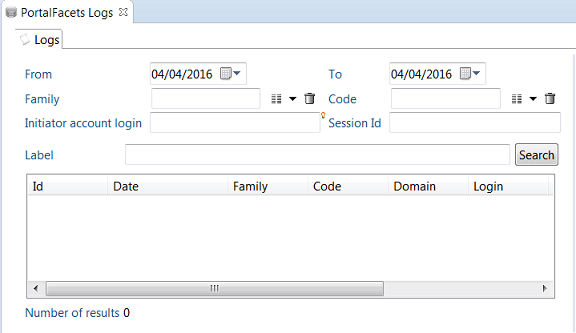 PortalFacets Logs
Logs
From 04/04/2016 To 04/04/2016
Family Code
Initiator account login Session Id
Label Search
Id Date Family Code Domain Login
Number of results 0